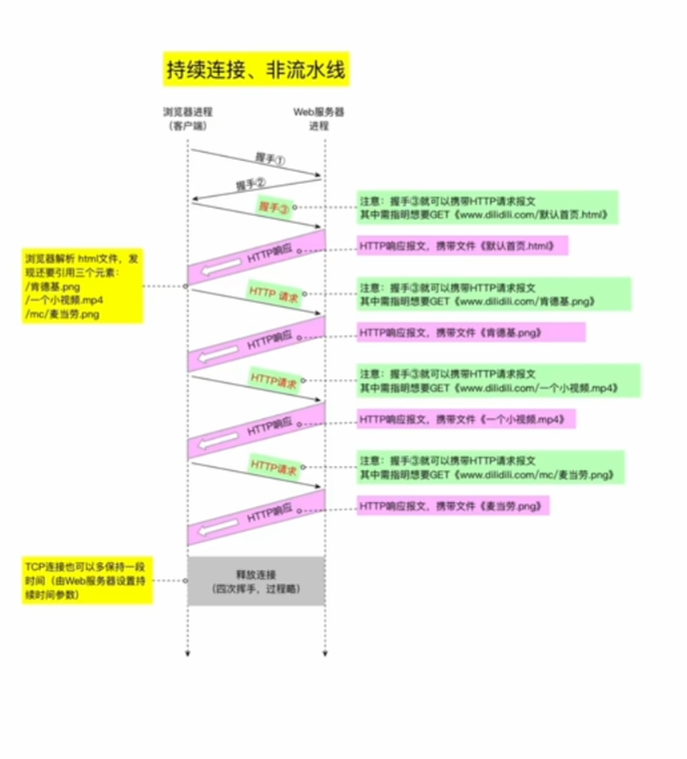 持续连接、非流水线
浏览器进程
（客户端）
Web服务器
进程
握手①
握手②
握手③
注意：握手③就可以携带HTTP请求报文
其中需指明想要GET《www.dilidili.com/默认首页.html》
HTTP响应
HTTP响应报文，携带文件《默认首页.html》
浏览器解析 html文件，发
现还要引用三个元素：
/肯德基.png
/一个小视频.mp4
/mc/麦当劳.png
HTTP 请求
注意：握手③就可以携带HTTP请求报文
其中需指明想要GET《www.dilidili.com/肯德基.png》
HTTP响应
HTTP响应报文，携带文件《肯德基.png》
HTTP请求
注意：握手③就可以携带HTTP请求报文
其中需指明想要GET《www.dilidili.com/一个小视频.mp4》
HTTP响应
HTTP响应报文，携带文件《一个小视频.mp4》
HTTP请求
注意：握手③就可以携带HTTP请求报文
其中需指明想要GET《www.dilidili.com/mc/麦当劳.png》
HTTP响应
HTTP响应报文，携带文件《麦当劳.png》
TCP连接也可以多保持一段
时间（由Web服务器设置持
续时间参数）
释放连接
（四次挥手，过程略）